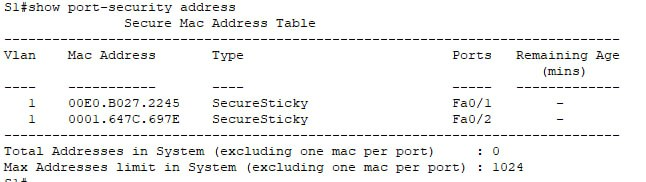 S1#show port-security address
Secure Mac Address Table
-----------------------------------------------------------------------------
Vlan Mac Address Type Ports Remaining Age
(mins)
---- ----------- ---- ----- -------------
1 00E0.B027.2245 SecureSticky Fa0/1 -
1 0001.647C.697E SecureSticky Fa0/2 -
-----------------------------------------------------------------------------
Total Addresses in System (excluding one mac per port) : 0
Max Addresses limit in System (excluding one mac per port) : 1024
S1#